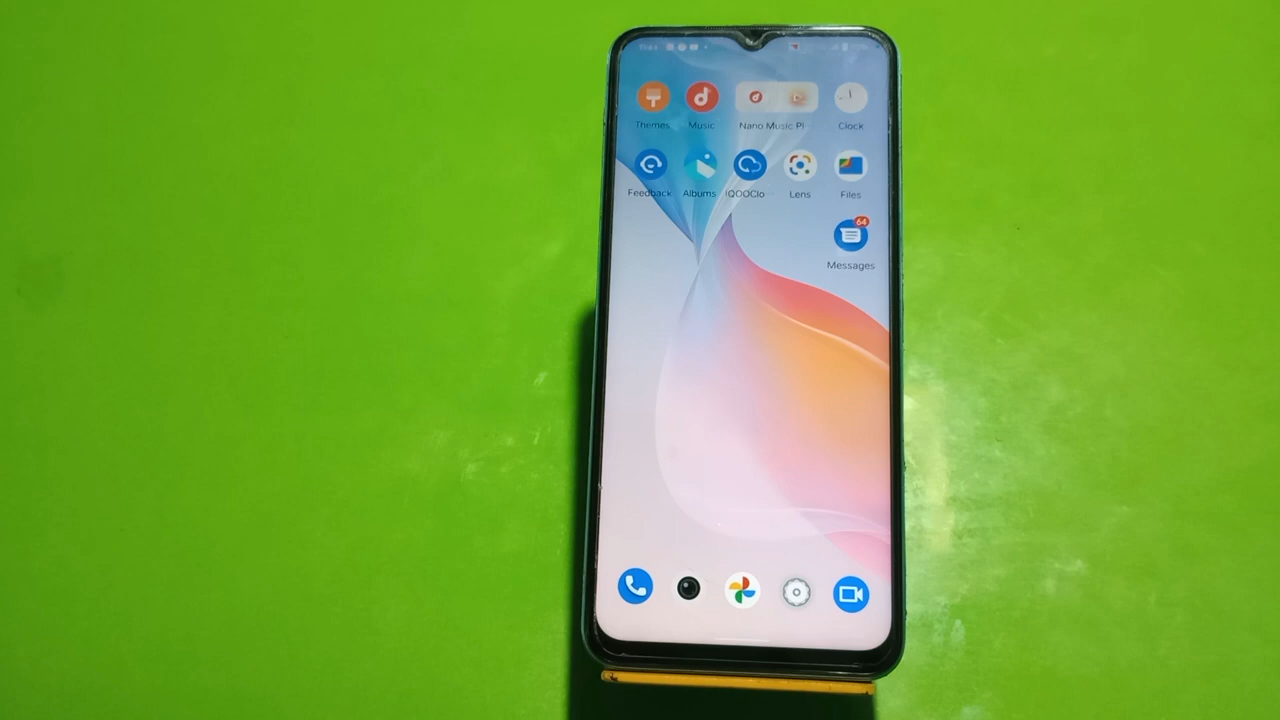 Themes Music Nano Music Pl··· Clock
Feedback Albums iQOOClo··· Lens Files
64
Messages